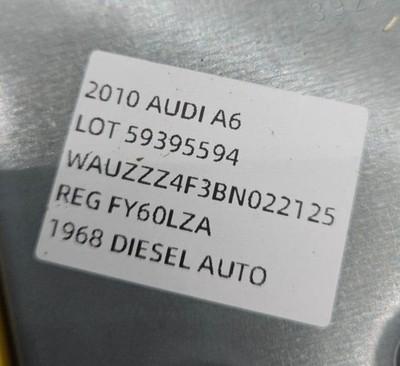 2010 AUDI A6
LOT 59395594
WAUZZZ4F3BN022125
REG FY60LZA
1968 DIESEL AUTO